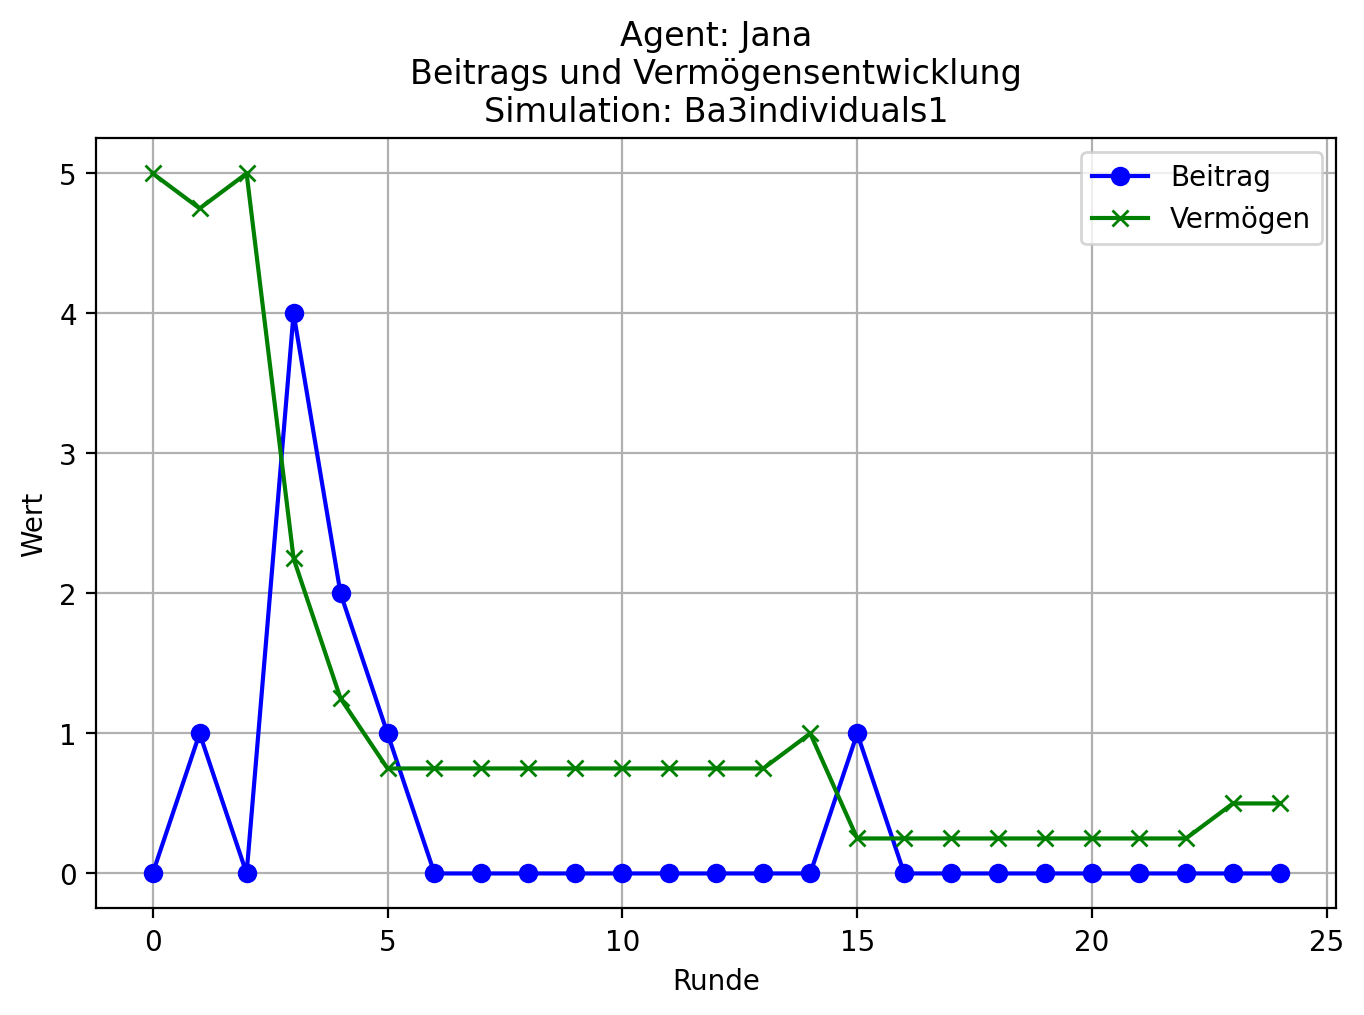 Agent: Jana
Beitrags und Vermögensentwicklung
Simulation: Ba3individuals1
Beitrag
Vermögen
5
4
3
2
1
0
Wert
0 5 10 15 20 25
Runde